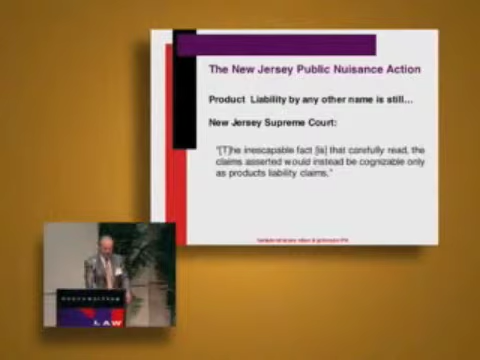 The New Jersey Public Nuisance Action
Product Liability by any other name is still...
New Jersey Supreme Court:
"[T]he inescapable fact [is] that carefully read, the
claims asserted would instead be cognizable only
as products liability claims."
LAW